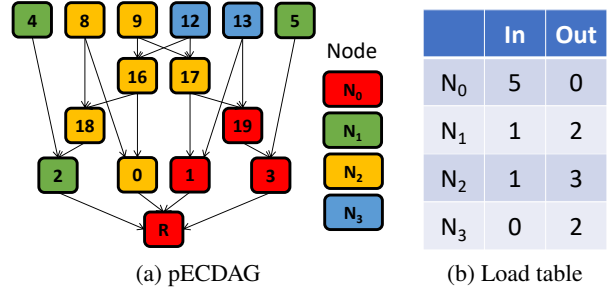 4 8 9 12 13 5
16 17
18 19
2 0 1 3
R
Node
N₀
N₁
N₂
N₃
(a) pECDAG
In Out
N₀ 5 0
N₁ 1 2
N₂ 1 3
N₃ 0 2
(b) Load table